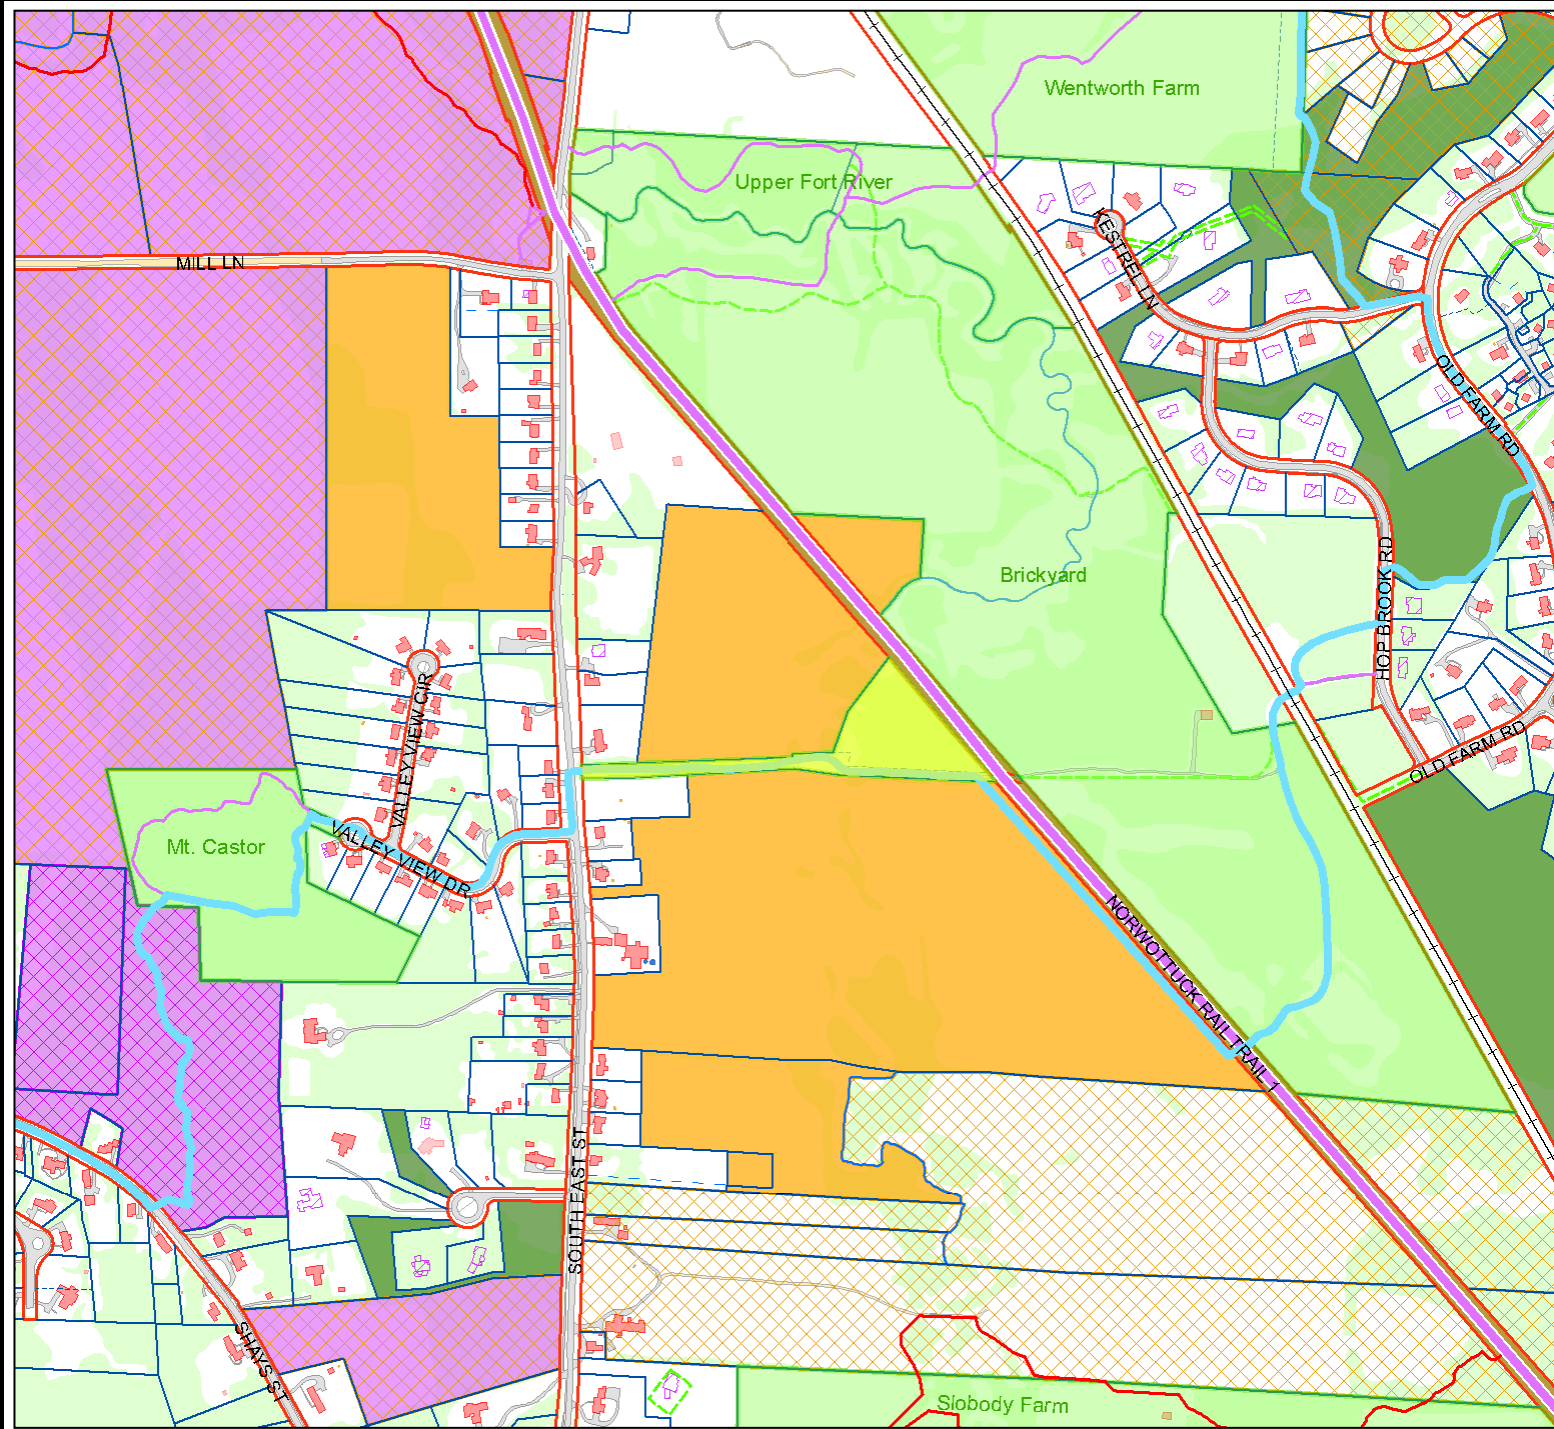 Wentworth Farm
Upper Fort River
KESTREL LN
MILL LN
OLD FARM RD
Brickyard
HOP BROOK RD
VALLEY VIEW CIR
OLD FARM RD
Mt. Castor
VALLEY VIEW DR
NORWOTTUCK RAIL TRAIL 1
SOUTH EAST ST
SHAYS ST
Slobody Farm